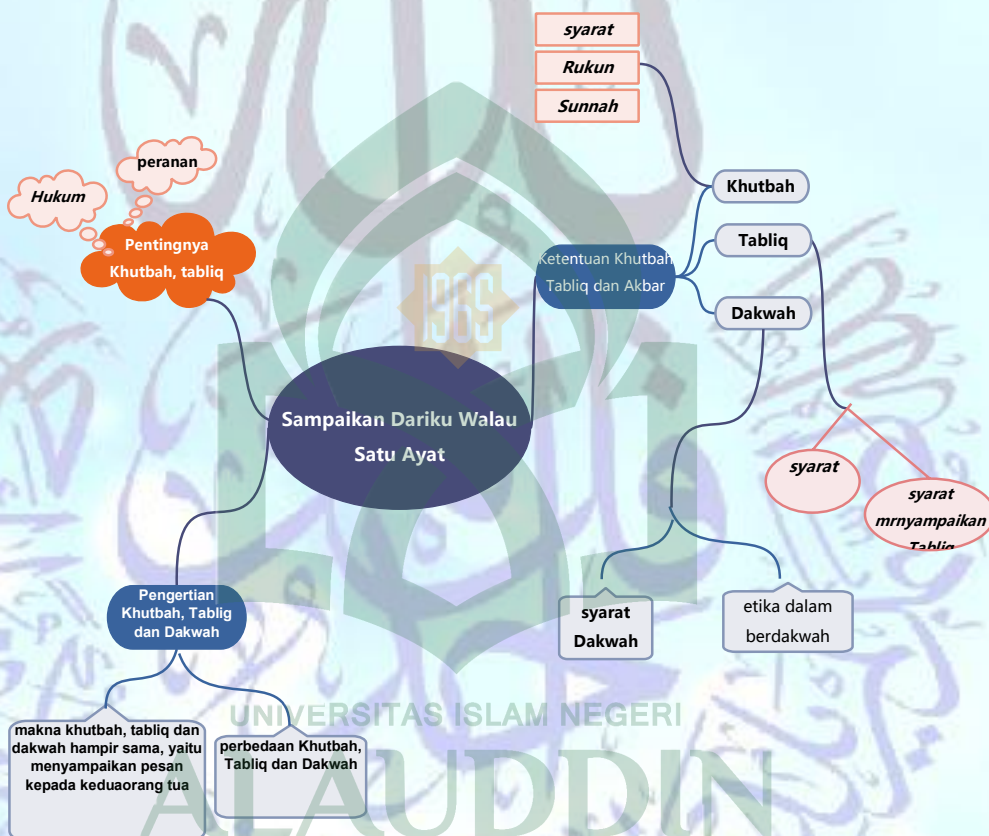 syarat
Rukun
Sunnah
peranan
Hukum
Pentingnya
Khutbah, tabliq
Khutbah
Tabliq
Dakwah
Ketentuan Khutbah
Tabliq dan Akbar
1965
Sampaikan Dariku Walau
Satu Ayat
syarat
syarat
mrnyampaikan
Tabliq
Pengertian
Khutbah, Tablig
dan Dakwah
syarat
Dakwah
etika dalam
berdakwah
makna khutbah, tabliq dan
dakwah hampir sama, yaitu
menyampaikan pesan
kepada keduaorang tua
perbedaan Khutbah,
Tabliq dan Dakwah
UNIVERSITAS ISLAM NEGERI
ALAUDDIN